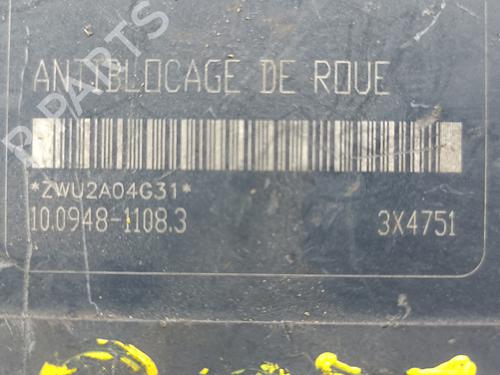 ANTIBLOCAGE DE ROUE
*ZWU2A04G31*
10.0948-1108.3 3X4751